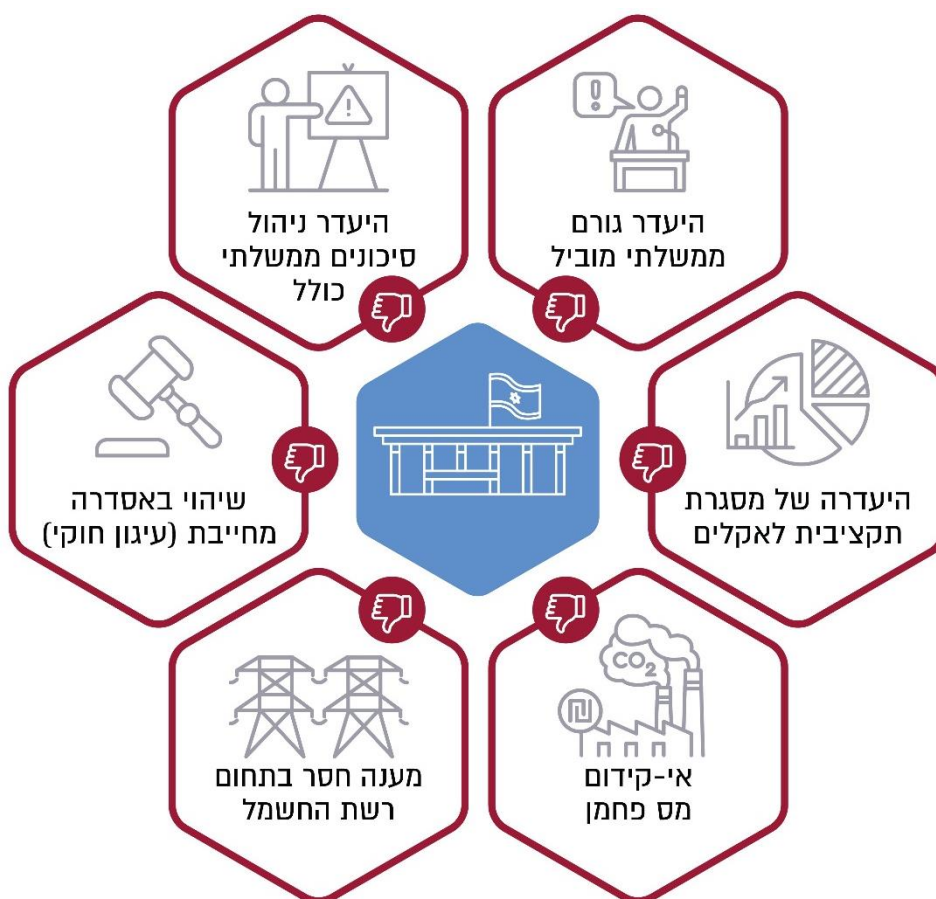 היעדר גורם
ממשלתי מוביל
היעדר ניהול
סיכונים ממשלתי
כולל
היעדרה של מסגרת
תקציבית לאקלים
שיהוי באסדרה
מחייבת (עיגון חוקי)
CO₂
₪
אי-קידום
מס פחמן
מענה חסר בתחום
רשת החשמל